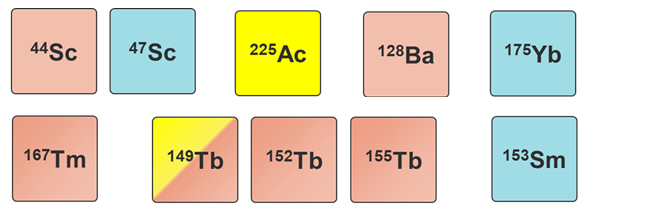 ⁴⁴Sc ⁴⁷Sc ²²⁵Ac ¹²⁸Ba ¹⁷⁵Yb
¹⁶⁷Tm ¹⁴⁹Tb ¹⁵²Tb ¹⁵⁵Tb ¹⁵³Sm